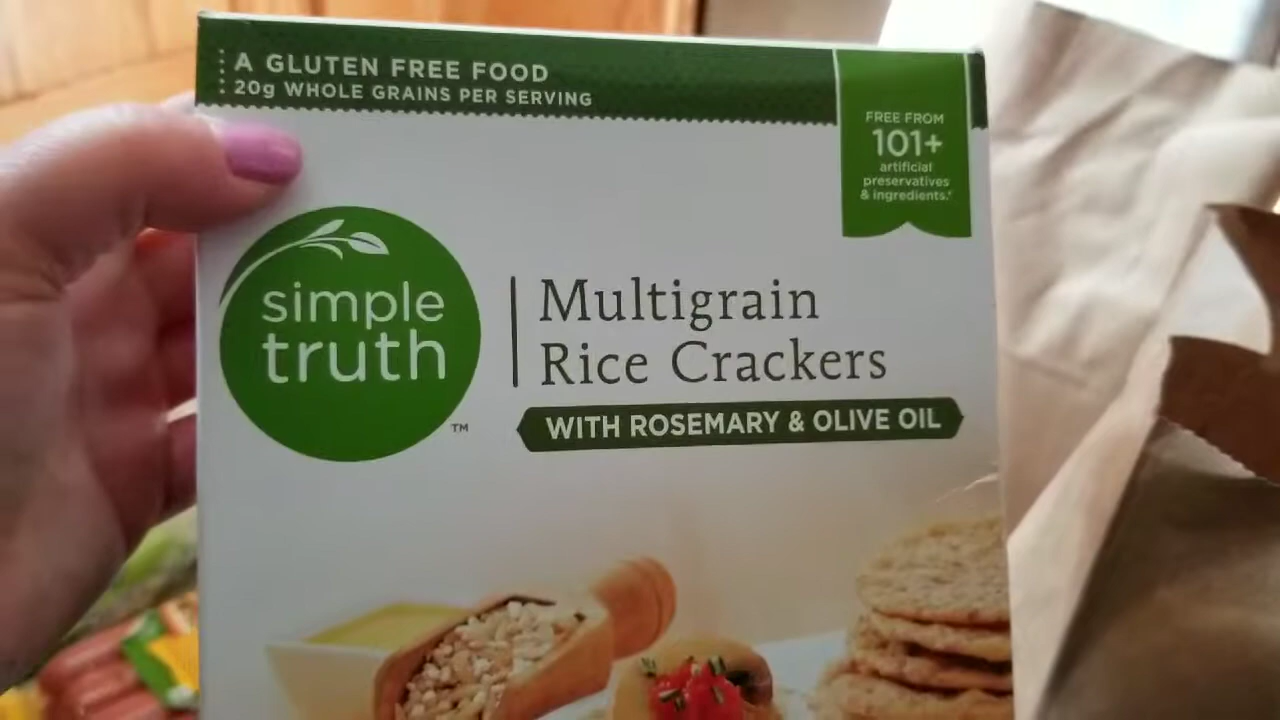 A GLUTEN FREE FOOD
20g WHOLE GRAINS PER SERVING
FREE FROM
101+
artificial
preservatives
& ingredients.*
simple
truth
TM
Multigrain
Rice Crackers
WITH ROSEMARY & OLIVE OIL